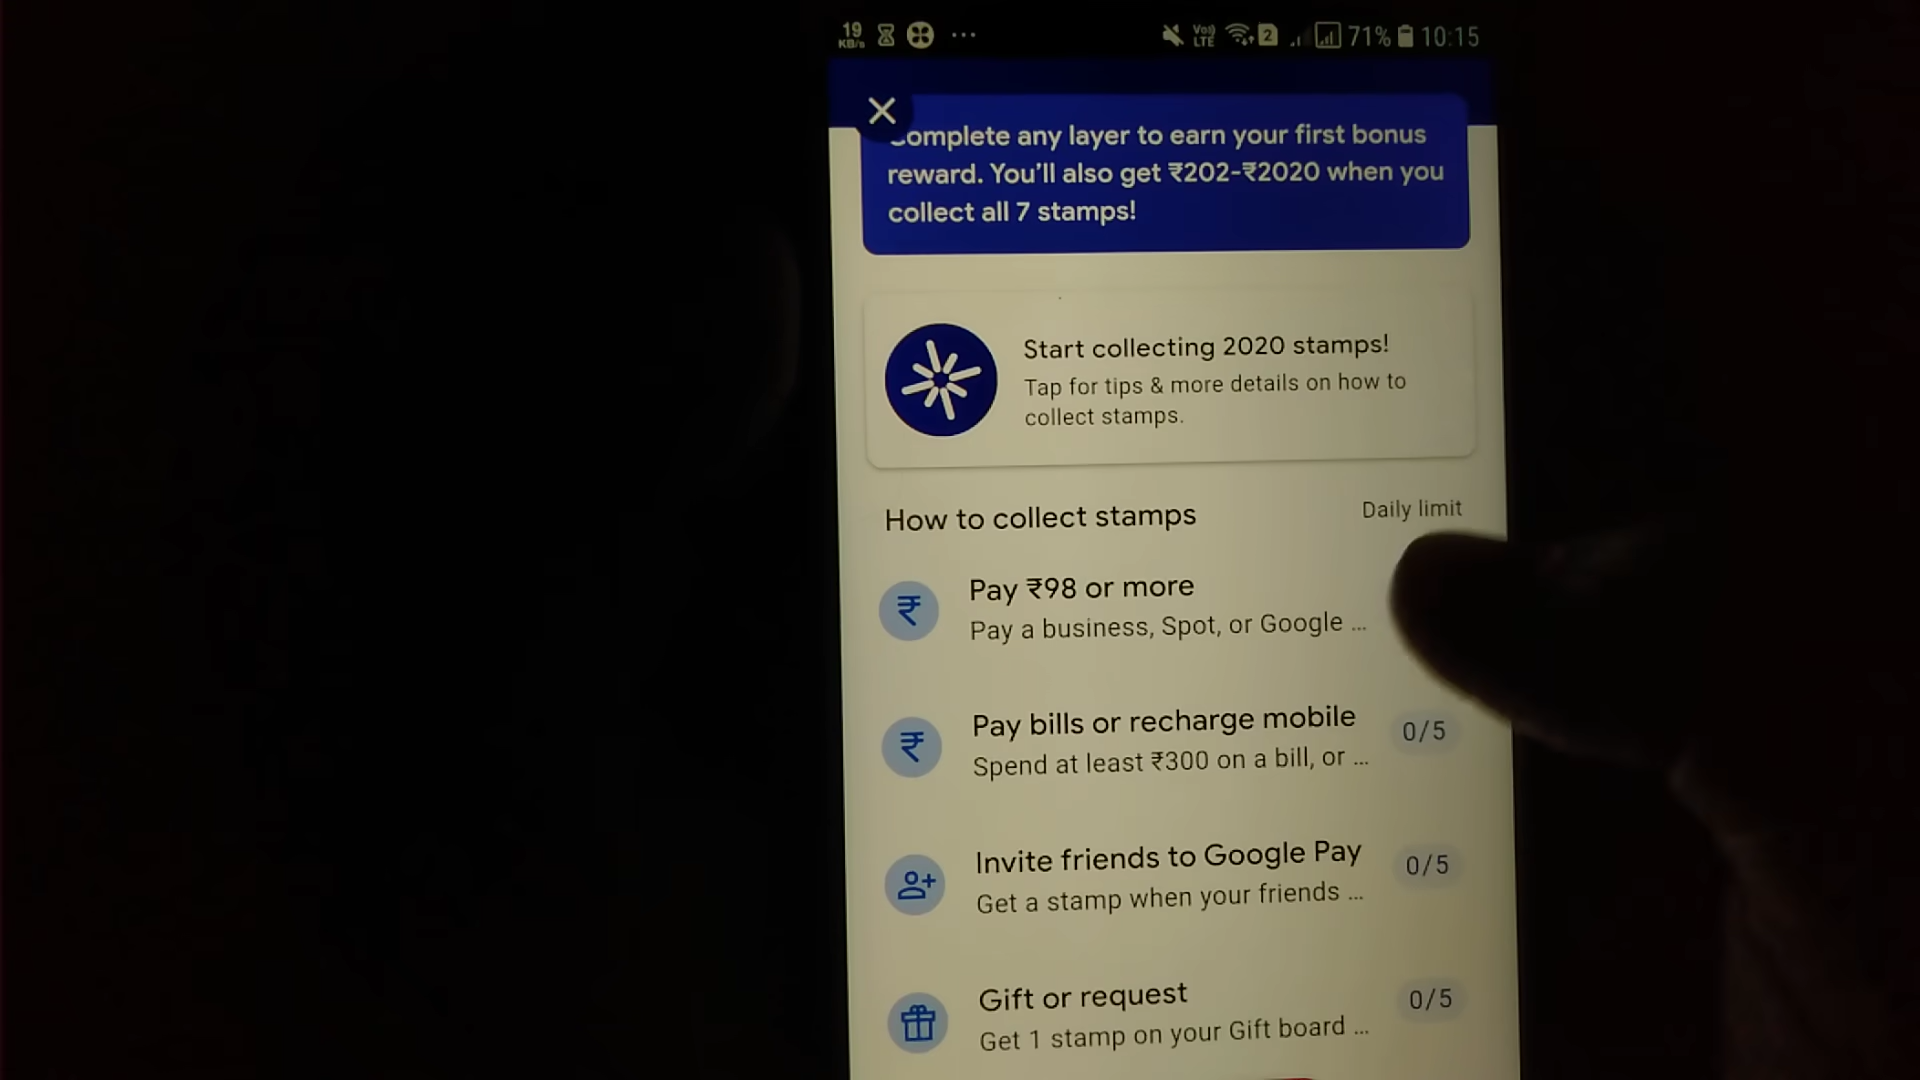 19
KB/s
Vo))
LTE
2
71%
10:15
omplete any layer to earn your first bonus
reward. You'll also get ₹202-₹2020 when you
collect all 7 stamps!
Start collecting 2020 stamps!
Tap for tips & more details on how to
collect stamps.
How to collect stamps
Daily limit
Pay ₹98 or more
Pay a business, Spot, or Google ...
Pay bills or recharge mobile
0/5
Spend at least ₹300 on a bill, or ...
Invite friends to Google Pay
0/5
Get a stamp when your friends ...
Gift or request
0/5
Get 1 stamp on your Gift board ...